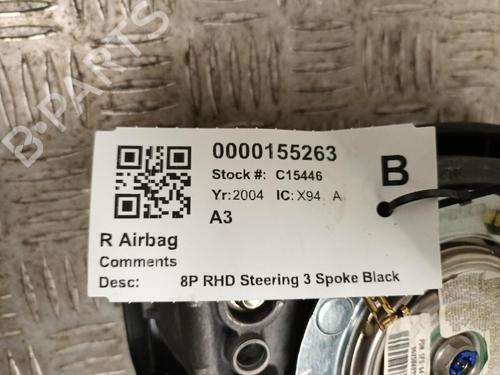 B-PARTS
0000155263
Stock #: C15446
B
Yr:2004 IC:X94 A
A3
R Airbag
Comments
Desc: 8P RHD Steering 3 Spoke Black